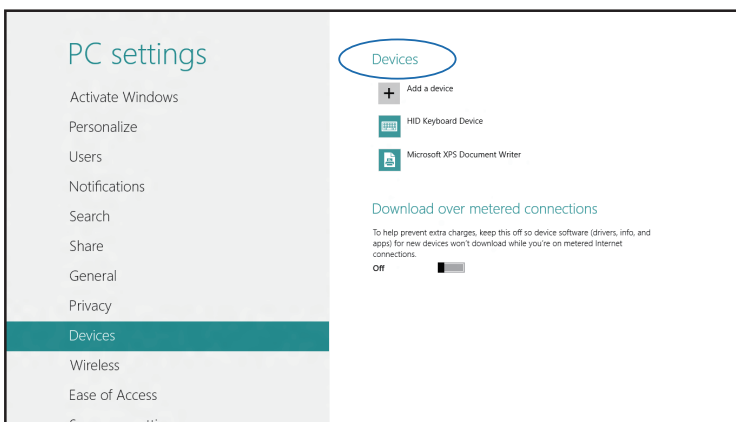 PC settings
Activate Windows
Personalize
Users
Notifications
Search
Share
General
Privacy
Devices
Wireless
Ease of Access
Devices
Add a device
HID Keyboard Device
Microsoft XPS Document Writer
Download over metered connections
To help prevent extra charges, keep this off so device software (drivers, info, and
apps) for new devices won't download while you're on metered Internet
connections.
Off